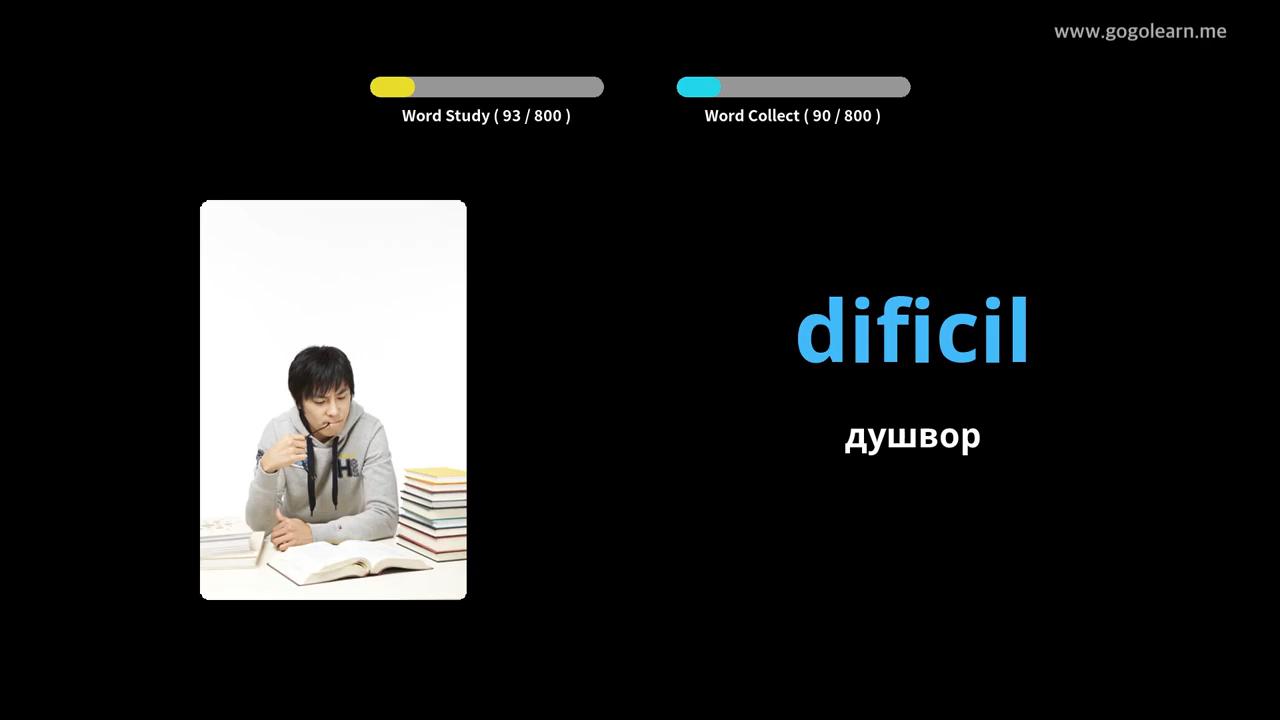 www.gogolearn.me
Word Study ( 93 / 800 )
Word Collect ( 90 / 800 )
dificil
душвор
H